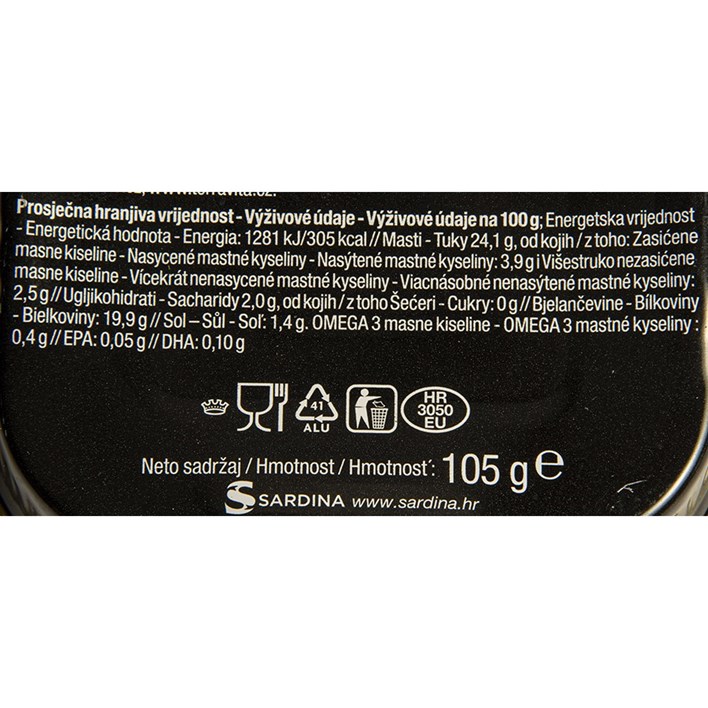 www.terravita.cz.
Prosječna hranjiva vrijednost - Výživové údaje - Výživové údaje na 100 g; Energetska vrijednost
- Energetická hodnota - Energia: 1281 kJ/305 kcal // Masti - Tuky 24,1 g, od kojih / z toho: Zasićene
masne kiseline - Nasycené mastné kyseliny - Nasýtené mastné kyseliny: 3,9 g i Višestruko nezasićene
masne kiseline - Vícekrát nenasycené mastné kyseliny - Viacnásobné nenasýtené mastné kyseliny:
2,5 g // Ugljikohidrati - Sacharidy 2,0 g, od kojih / z toho Šećeri - Cukry: 0 g // Bjelančevine - Bílkoviny
- Bielkoviny: 19,9 g // Sol – Sůl - Soľ: 1,4 g. OMEGA 3 masne kiseline - OMEGA 3 mastné kyseliny :
0,4 g // EPA: 0,05 g // DHA: 0,10 g
41
ALU
HR
3050
EU
Neto sadržaj / Hmotnost / Hmotnosť: 105 g e
SARDINA www.sardina.hr